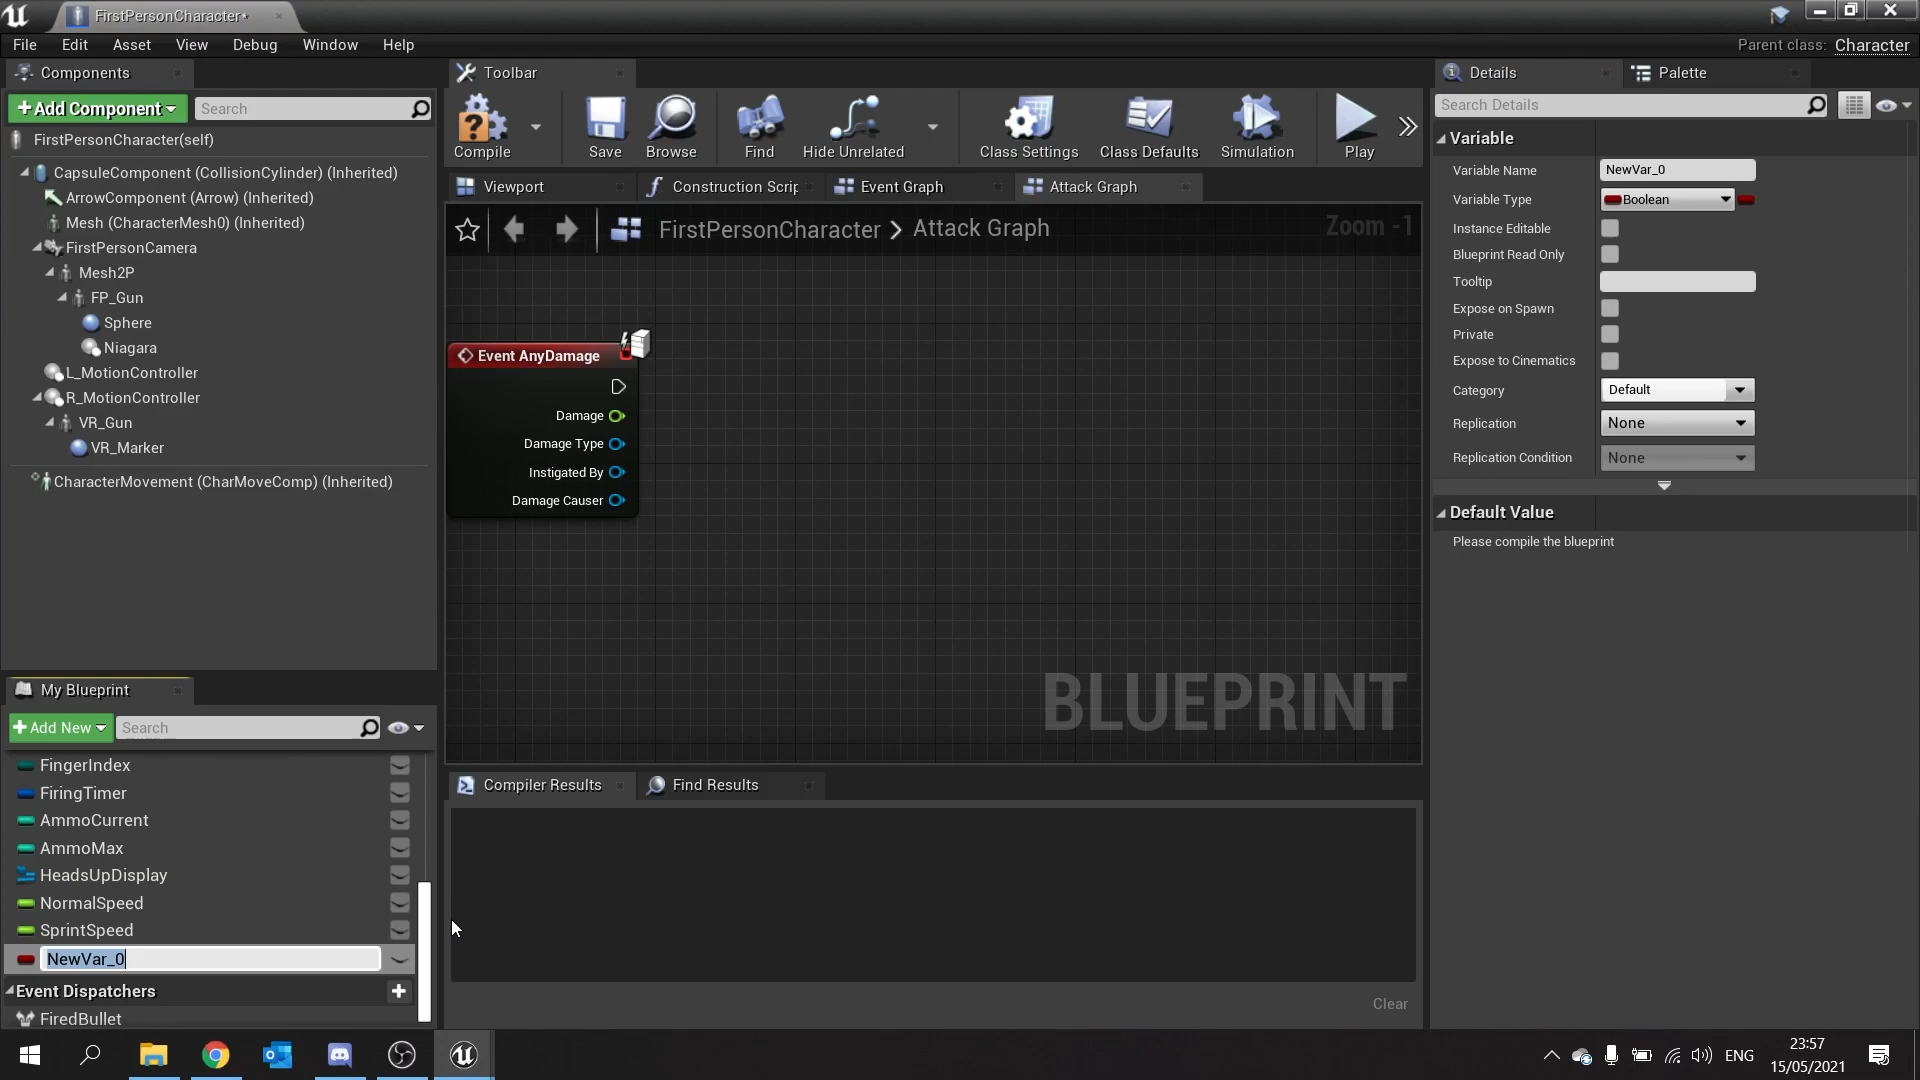 FirstPersonCharacter*
File Edit Asset View Debug Window Help
Parent class: Character
Components
Add Component
Search
FirstPersonCharacter(self)
CapsuleComponent (CollisionCylinder) (Inherited)
ArrowComponent (Arrow) (Inherited)
Mesh (CharacterMesh0) (Inherited)
FirstPersonCamera
Mesh2P
FP_Gun
Sphere
Niagara
L_MotionController
R_MotionController
VR_Gun
VR_Marker
CharacterMovement (CharMoveComp) (Inherited)
My Blueprint
Add New
Search
FingerIndex
FiringTimer
AmmoCurrent
AmmoMax
HeadsUpDisplay
NormalSpeed
SprintSpeed
NewVar_0
Event Dispatchers
FiredBullet
Toolbar
Compile Save Browse Find Hide Unrelated Class Settings Class Defaults Simulation Play
Viewport Construction Scrip Event Graph Attack Graph
FirstPersonCharacter > Attack Graph
Zoom -1
Event AnyDamage
Damage
Damage Type
Instigated By
Damage Causer
BLUEPRINT
Compiler Results Find Results
Clear
Details Palette
Search Details
Variable
Variable Name NewVar_0
Variable Type Boolean
Instance Editable
Blueprint Read Only
Tooltip
Expose on Spawn
Private
Expose to Cinematics
Category Default
Replication None
Replication Condition None
Default Value
Please compile the blueprint
ENG
23:57
15/05/2021